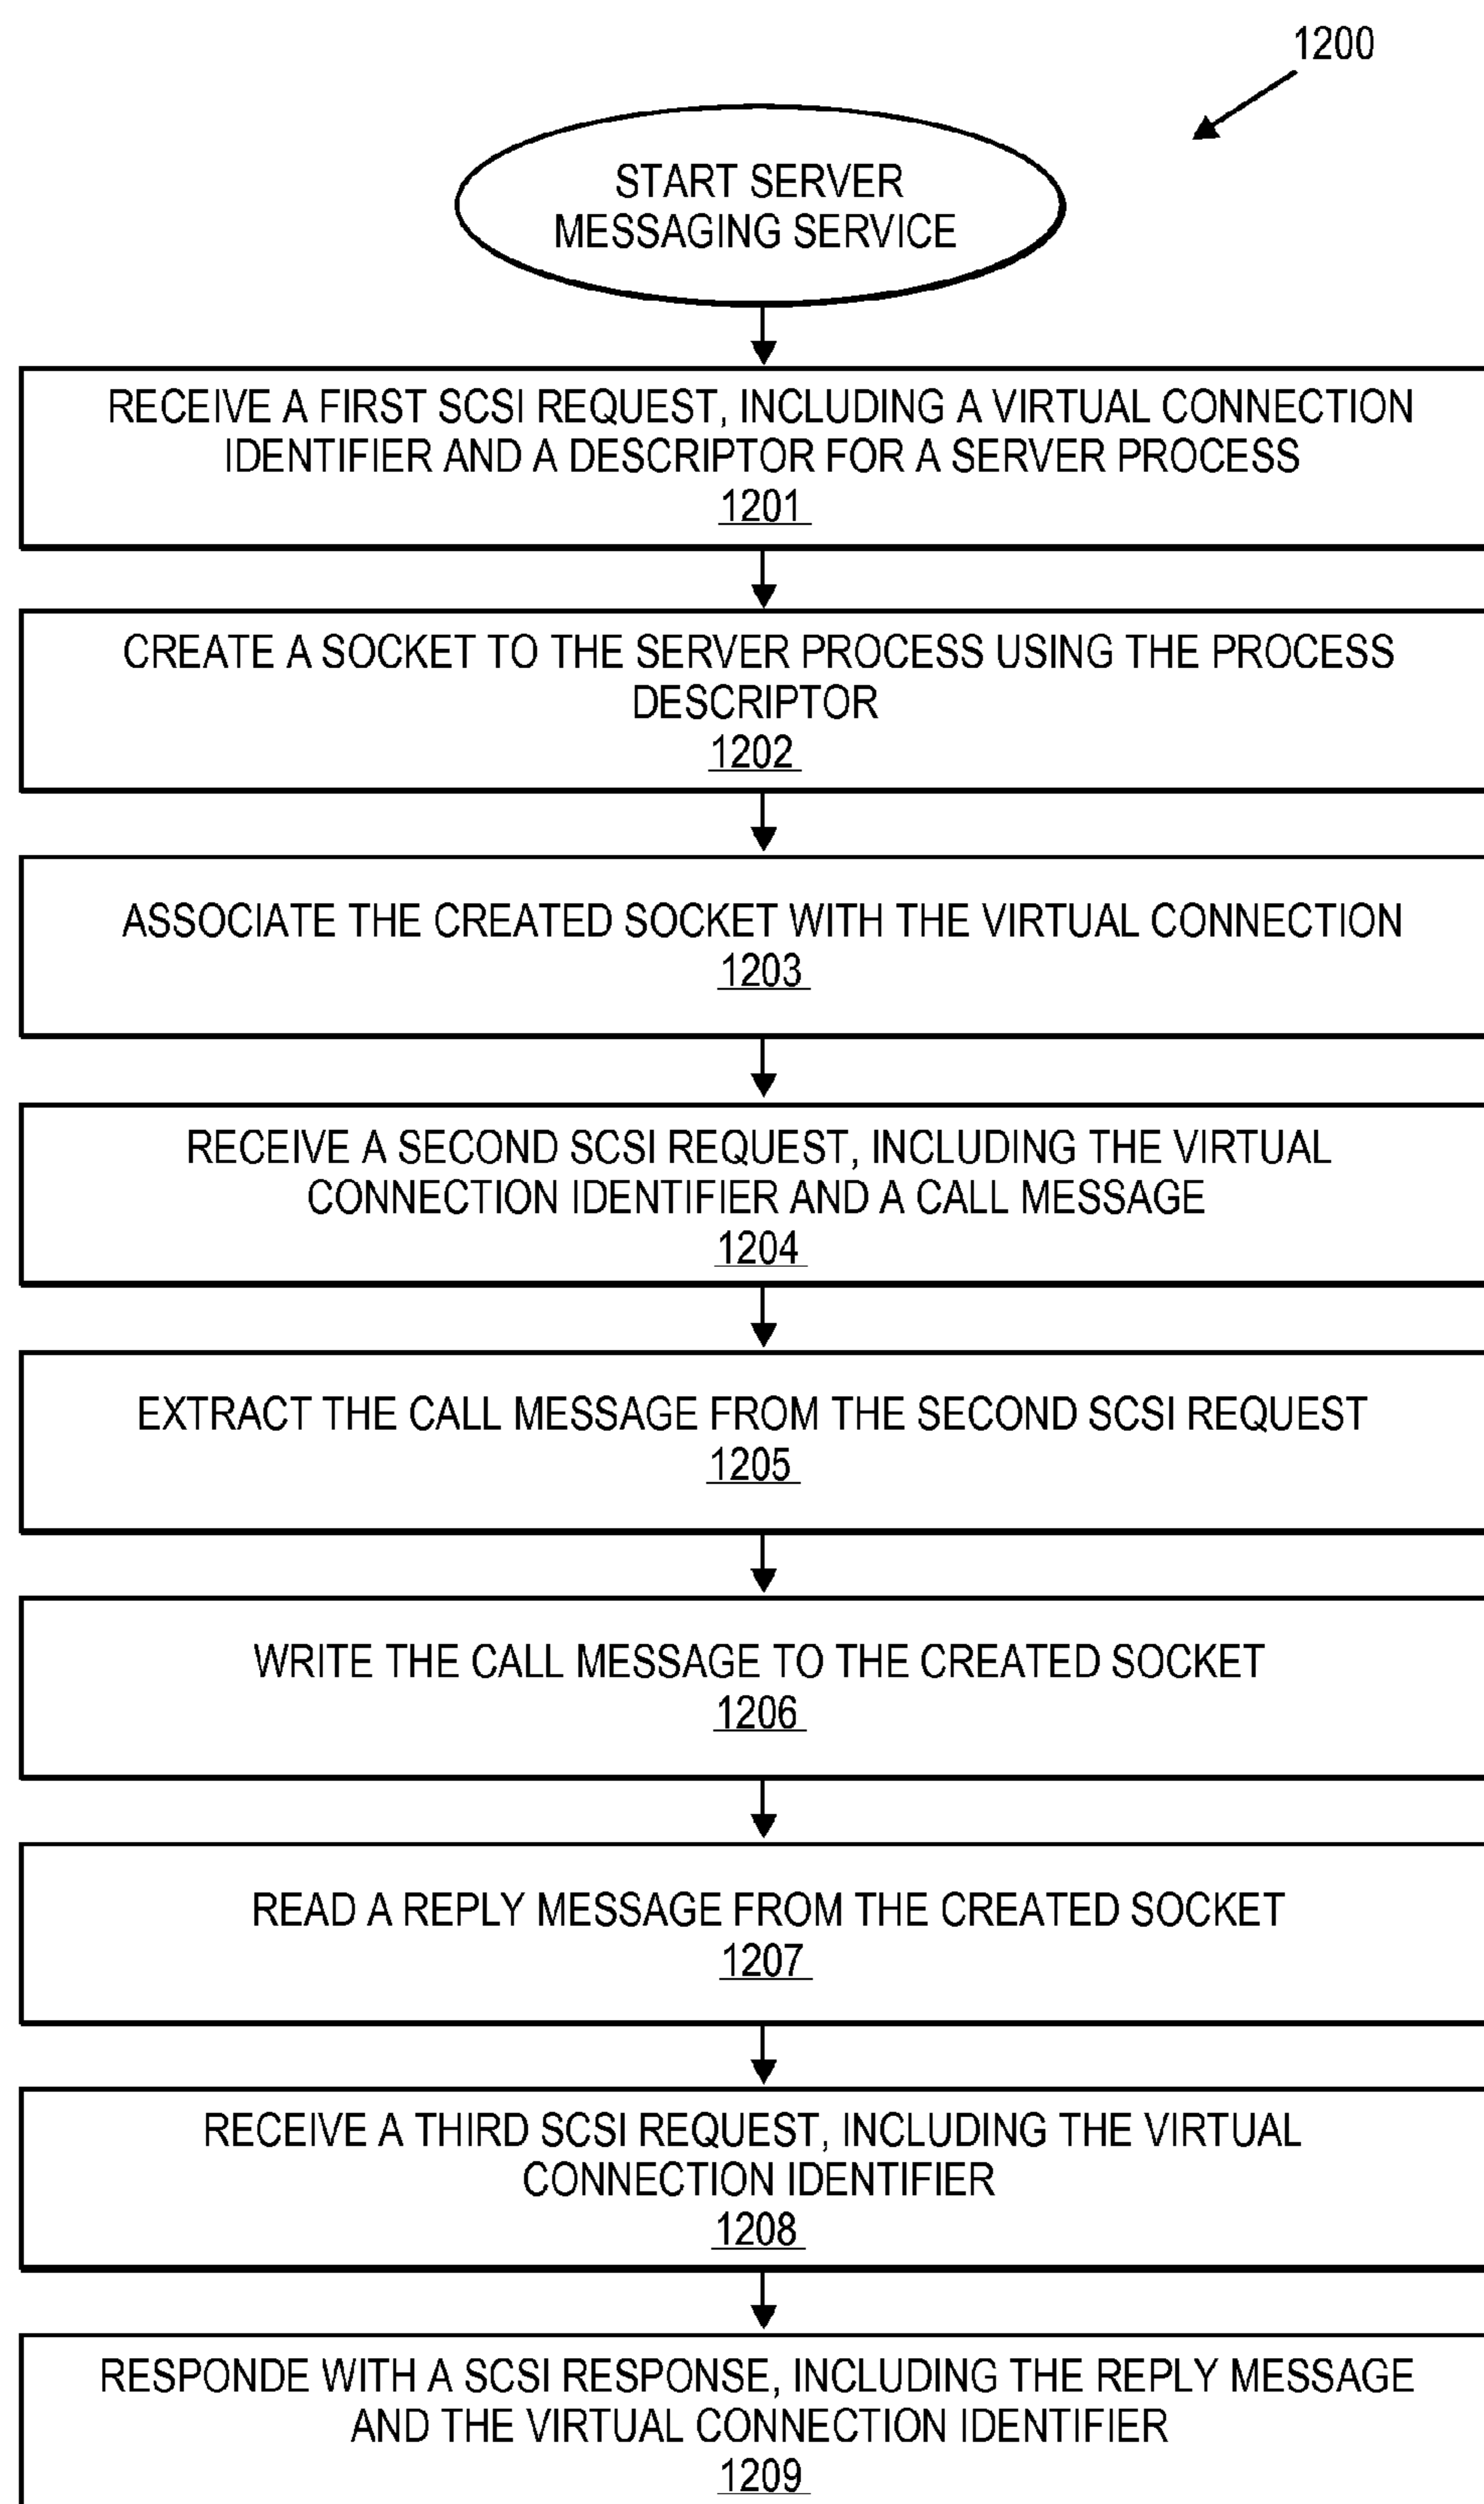 1200
START SERVER
MESSAGING SERVICE
RECEIVE A FIRST SCSI REQUEST, INCLUDING A VIRTUAL CONNECTION
IDENTIFIER AND A DESCRIPTOR FOR A SERVER PROCESS
1201
CREATE A SOCKET TO THE SERVER PROCESS USING THE PROCESS
DESCRIPTOR
1202
ASSOCIATE THE CREATED SOCKET WITH THE VIRTUAL CONNECTION
1203
RECEIVE A SECOND SCSI REQUEST, INCLUDING THE VIRTUAL
CONNECTION IDENTIFIER AND A CALL MESSAGE
1204
EXTRACT THE CALL MESSAGE FROM THE SECOND SCSI REQUEST
1205
WRITE THE CALL MESSAGE TO THE CREATED SOCKET
1206
READ A REPLY MESSAGE FROM THE CREATED SOCKET
1207
RECEIVE A THIRD SCSI REQUEST, INCLUDING THE VIRTUAL
CONNECTION IDENTIFIER
1208
RESPONDE WITH A SCSI RESPONSE, INCLUDING THE REPLY MESSAGE
AND THE VIRTUAL CONNECTION IDENTIFIER
1209